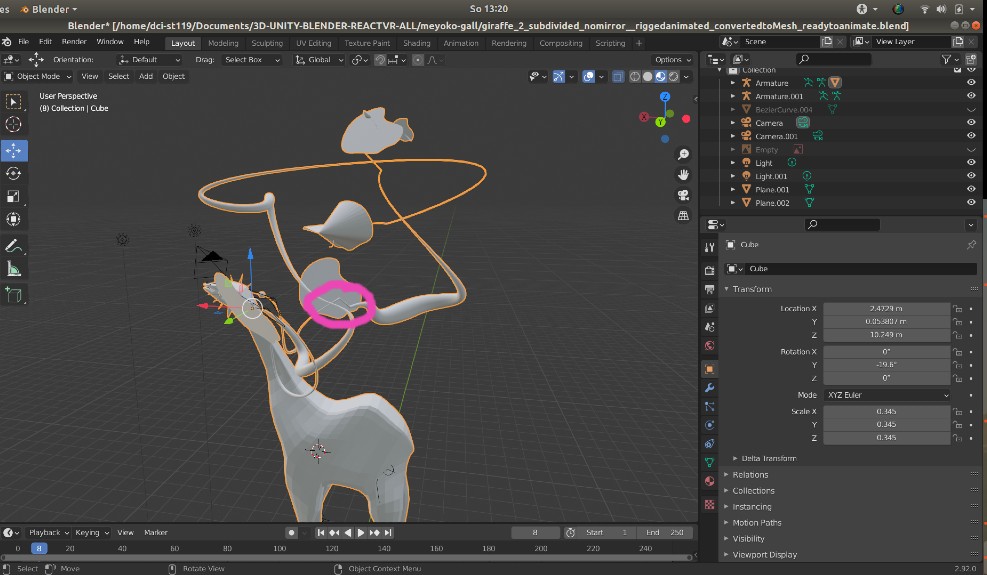 es Blender So 13:20
Blender* [/home/dci-st119/Documents/3D-UNITY-BLENDER-REACTVR-ALL/meyoko-gall/giraffe_2_subdivided_nomirror__riggedanimated_convertedtoMesh_readytoanimate.blend]
File Edit Render Window Help Layout Modeling Sculpting UV Editing Texture Paint Shading Animation Rendering Compositing Scripting + Scene View Layer
Orientation: Default Drag: Select Box Global Options
Object Mode View Select Add Object
User Perspective
(8) Collection | Cube
Z
X
Y
Collection
Armature
Armature.001
BezierCurve.004
Camera
Camera.001
Empty
Light
Light.001
Plane.001
Plane.002
Cube
Cube
Transform
Location X 2.4729 m
Y 0.053807 m
Z 10.249 m
Rotation X 0°
Y -19.6°
Z 0°
Mode XYZ Euler
Scale X 0.345
Y 0.345
Z 0.345
Delta Transform
Relations
Collections
Instancing
Motion Paths
Visibility
Viewport Display
Playback Keying View Marker 8 Start 1 End 250
0 8 20 40 60 80 100 120 140 160 180 200 220 240
Select Move Rotate View Object Context Menu 2.92.0